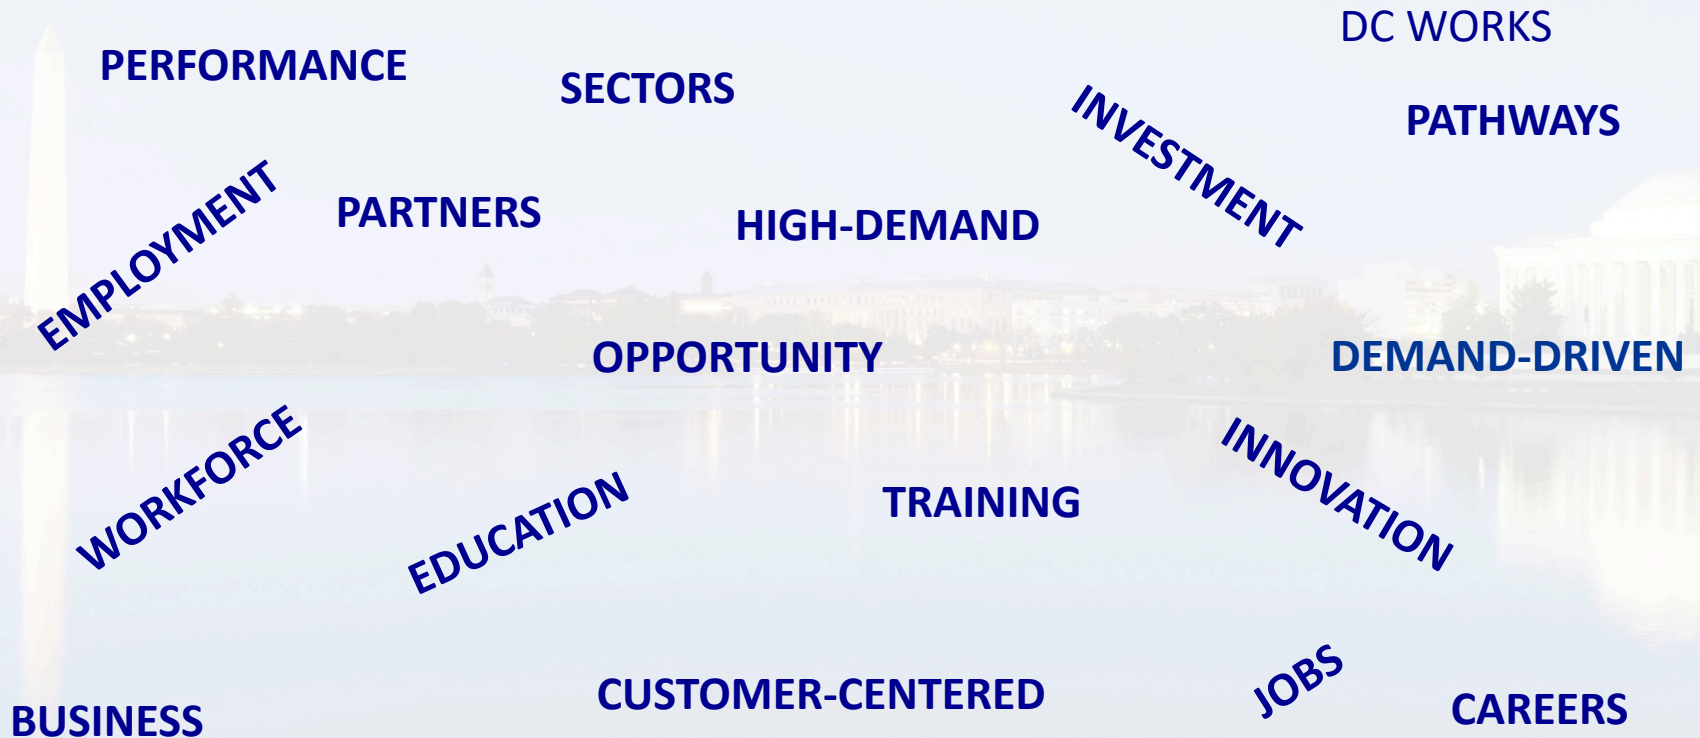 DC WORKS
PERFORMANCE
SECTORS
INVESTMENT
PATHWAYS
EMPLOYMENT
PARTNERS
HIGH-DEMAND
OPPORTUNITY
DEMAND-DRIVEN
WORKFORCE
EDUCATION
TRAINING
INNOVATION
CUSTOMER-CENTERED
JOBS
CAREERS
BUSINESS